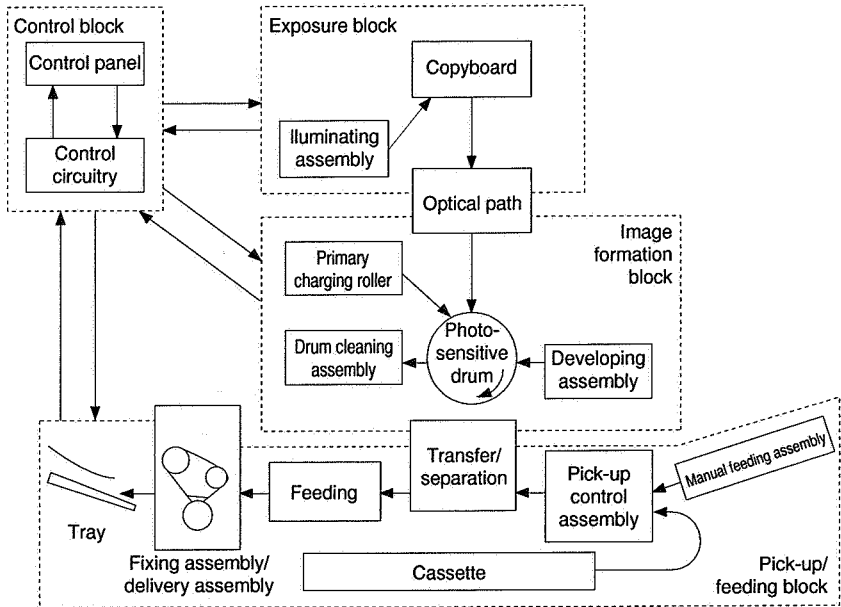 Control block
Control panel
Control
circuitry
Exposure block
Copyboard
Iluminating
assembly
Optical path
Image
formation
block
Primary
charging roller
Photo-
sensitive
drum
Drum cleaning
assembly
Developing
assembly
Transfer/
separation
Manual feeding assembly
Pick-up
control
assembly
Feeding
Tray
Fixing assembly/
delivery assembly
Cassette
Pick-up/
feeding block